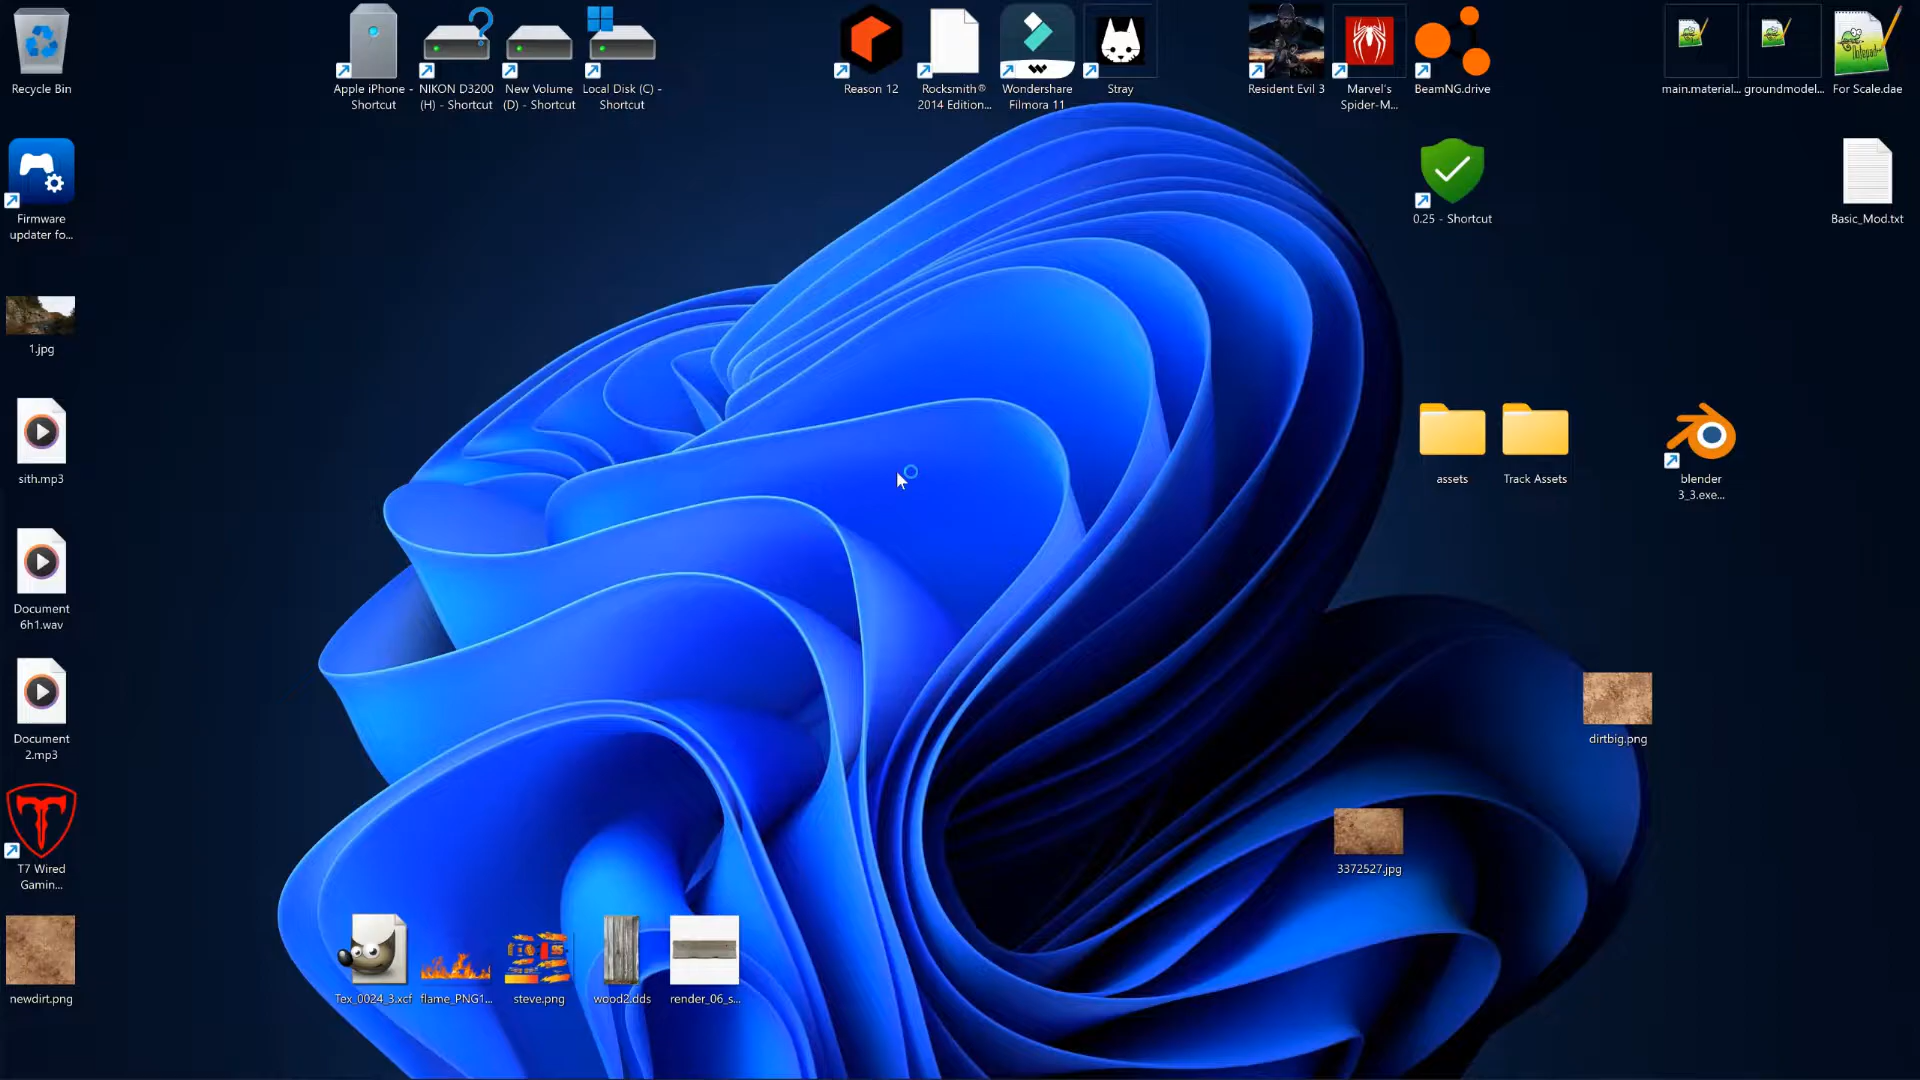 Recycle Bin
Apple iPhone -
Shortcut
NIKON D3200
(H) - Shortcut
New Volume
(D) - Shortcut
Local Disk (C) -
Shortcut
Reason 12
Rocksmith®
2014 Edition...
Wondershare
Filmora 11
Stray
Resident Evil 3
Marvel's
Spider-M...
BeamNG.drive
main.material...
groundmodel...
For Scale.dae
Firmware
updater fo...
0.25 - Shortcut
Basic_Mod.txt
1.jpg
sith.mp3
assets
Track Assets
blender
3_3.exe...
Document
6h1.wav
Document
2.mp3
dirtbig.png
T7 Wired
Gamin...
3372527.jpg
newdirt.png
Tex_0024_3.xcf
flame_PNG1...
steve.png
wood2.dds
render_06_s...